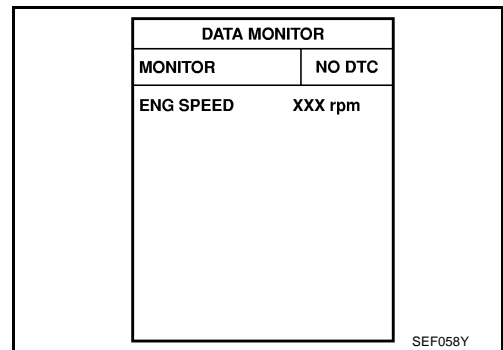 DATA MONITOR
MONITOR NO DTC
ENG SPEED XXX rpm
SEF058Y